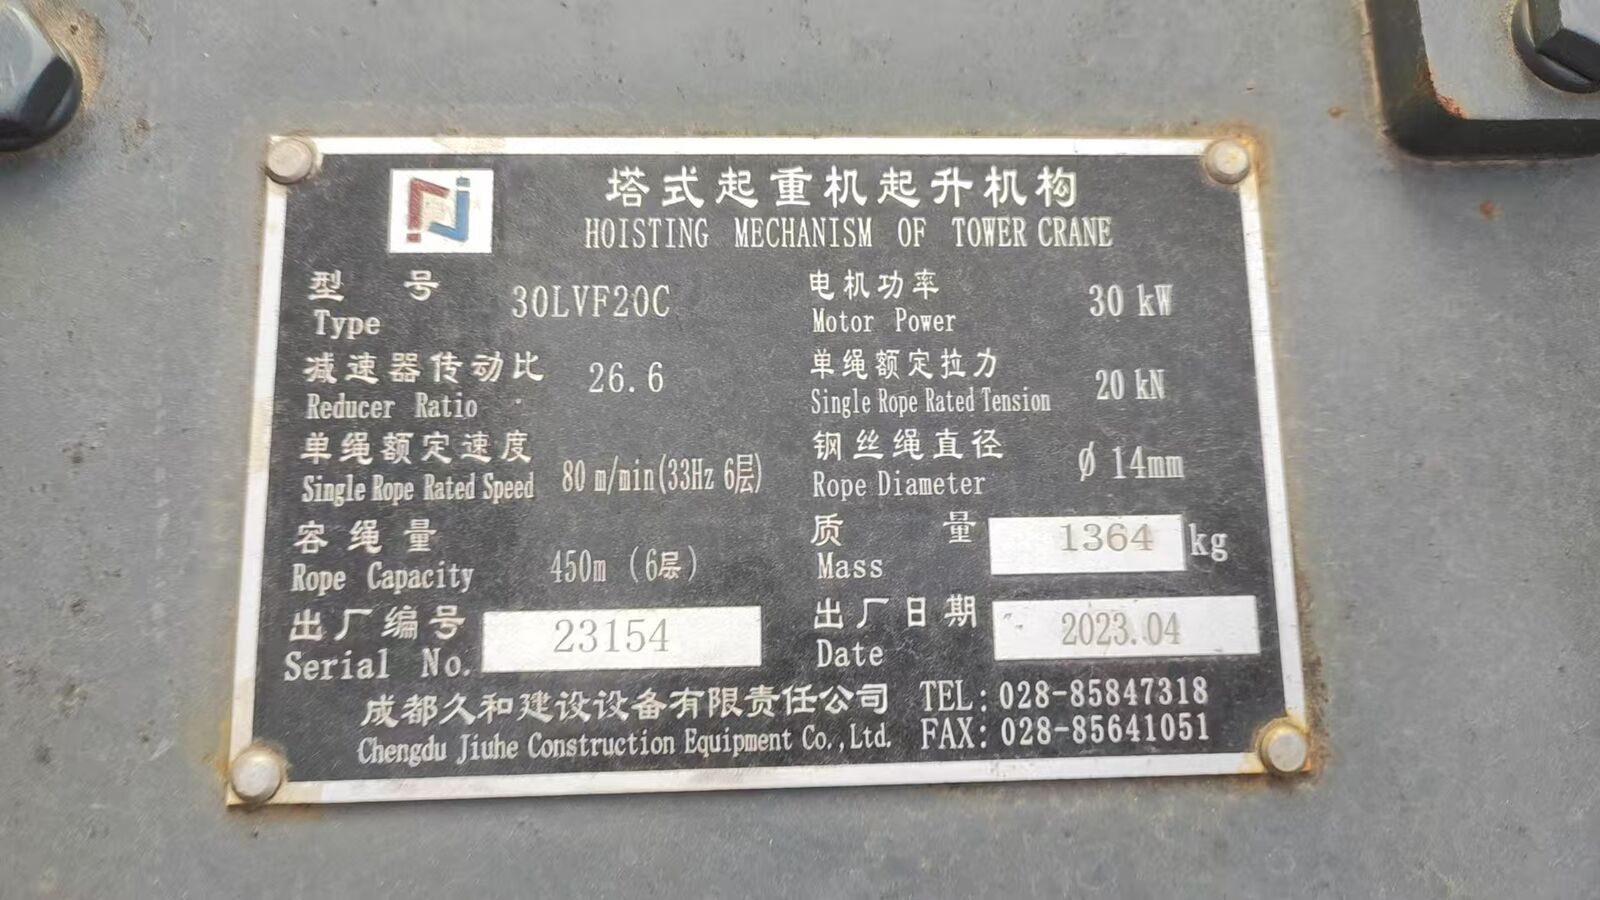 塔式起重机起升机构
HOISTING MECHANISM OF TOWER CRANE
型号 30LVF20C 电机功率 30 kW
Type Motor Power
减速器传动比 26.6 单绳额定拉力 20 kN
Reducer Ratio Single Rope Rated Tension
单绳额定速度 80 m/min(33Hz 6层) 钢丝绳直径 Ø 14mm
Single Rope Rated Speed Rope Diameter
容绳量 450m (6层) 质量 1364 kg
Rope Capacity Mass
出厂编号 23154 出厂日期 2023.04
Serial No. Date
成都久和建设设备有限责任公司 TEL: 028-85847318
Chengdu Jiuhe Construction Equipment Co.,Ltd. FAX: 028-85641051